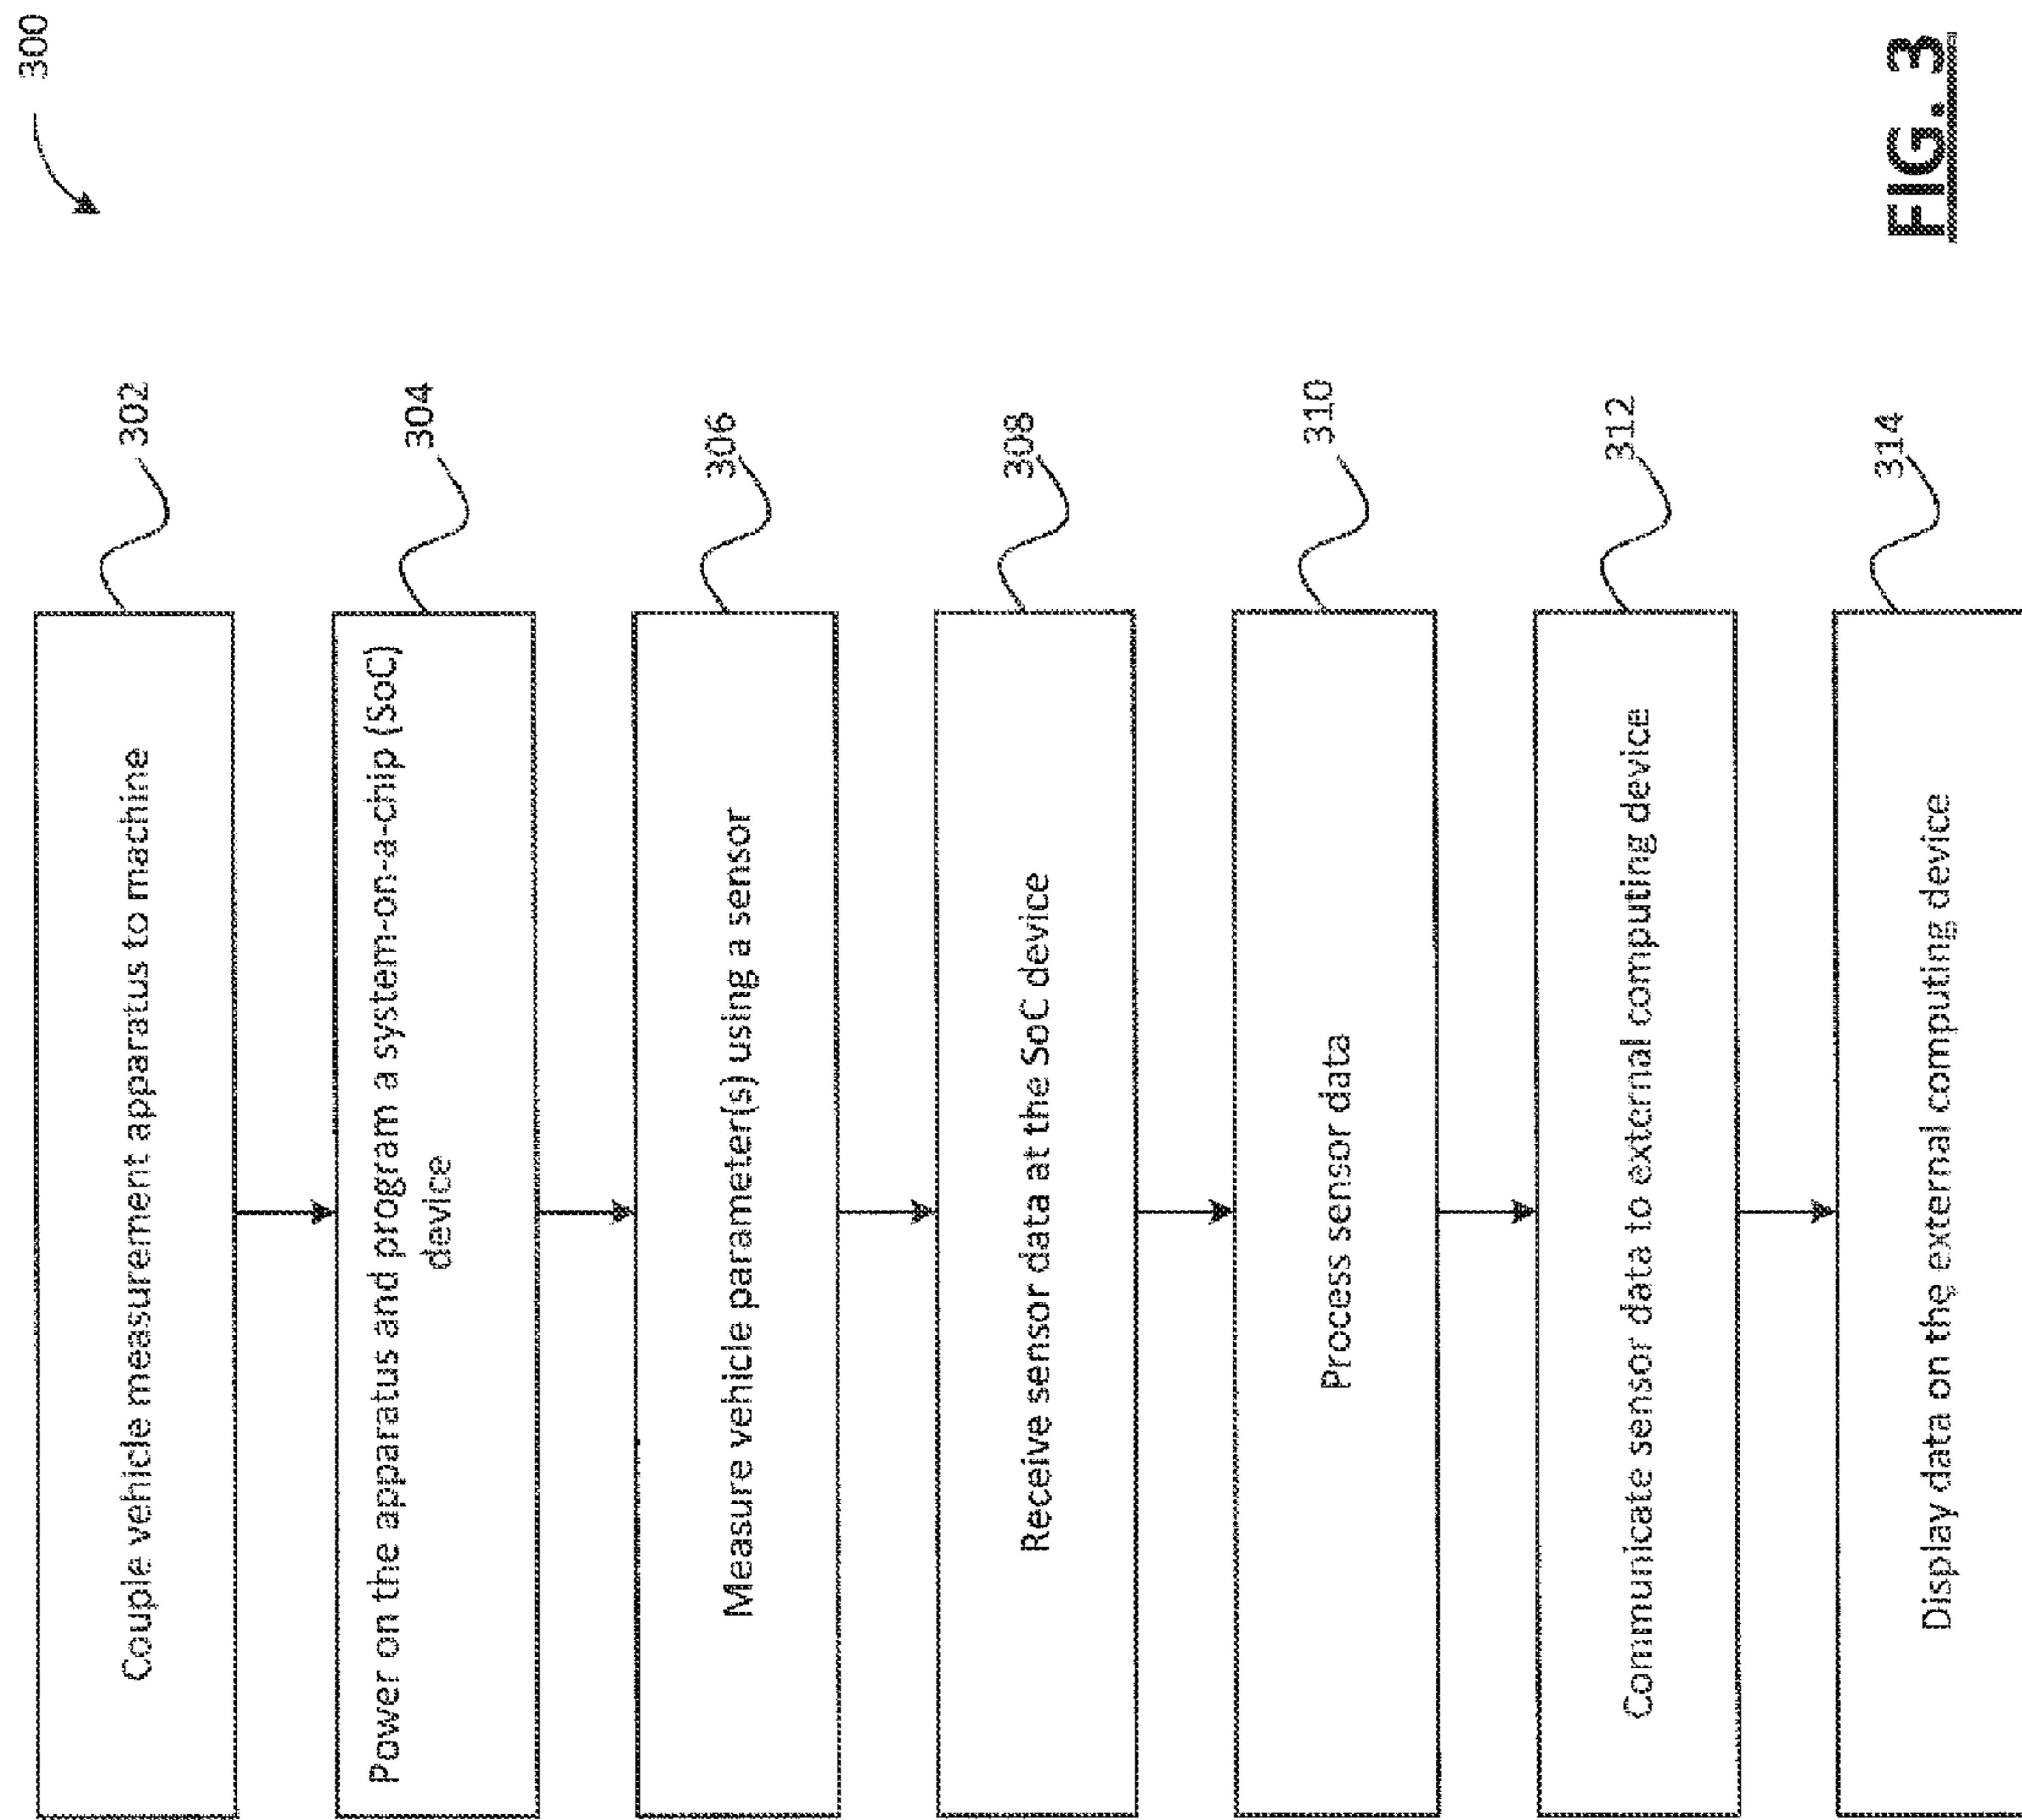 300
Couple vehicle measurement apparatus to machine
302
Power on the apparatus and program a system-on-a-chip (SoC)
device
304
Measure vehicle parameter(s) using a sensor
306
Receive sensor data at the SoC device
308
Process sensor data
310
Communicate sensor data to external computing device
312
Display data on the external computing device
314
FIG. 3